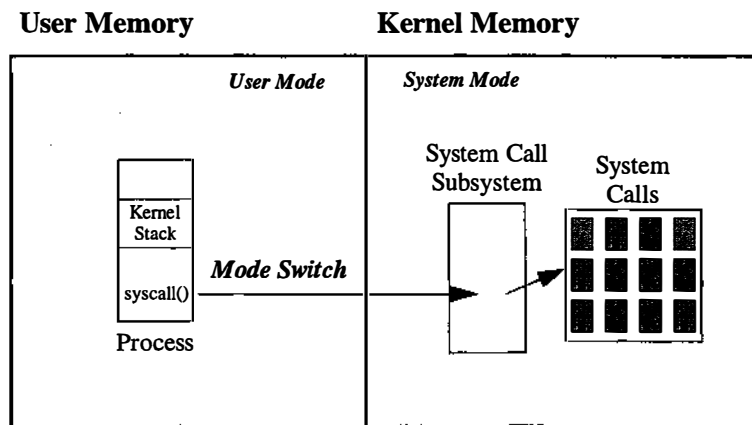 User Memory
Kernel Memory
User Mode
System Mode
System Call
Subsystem
System
Calls
Kernel
Stack
Mode Switch
syscall()
Process